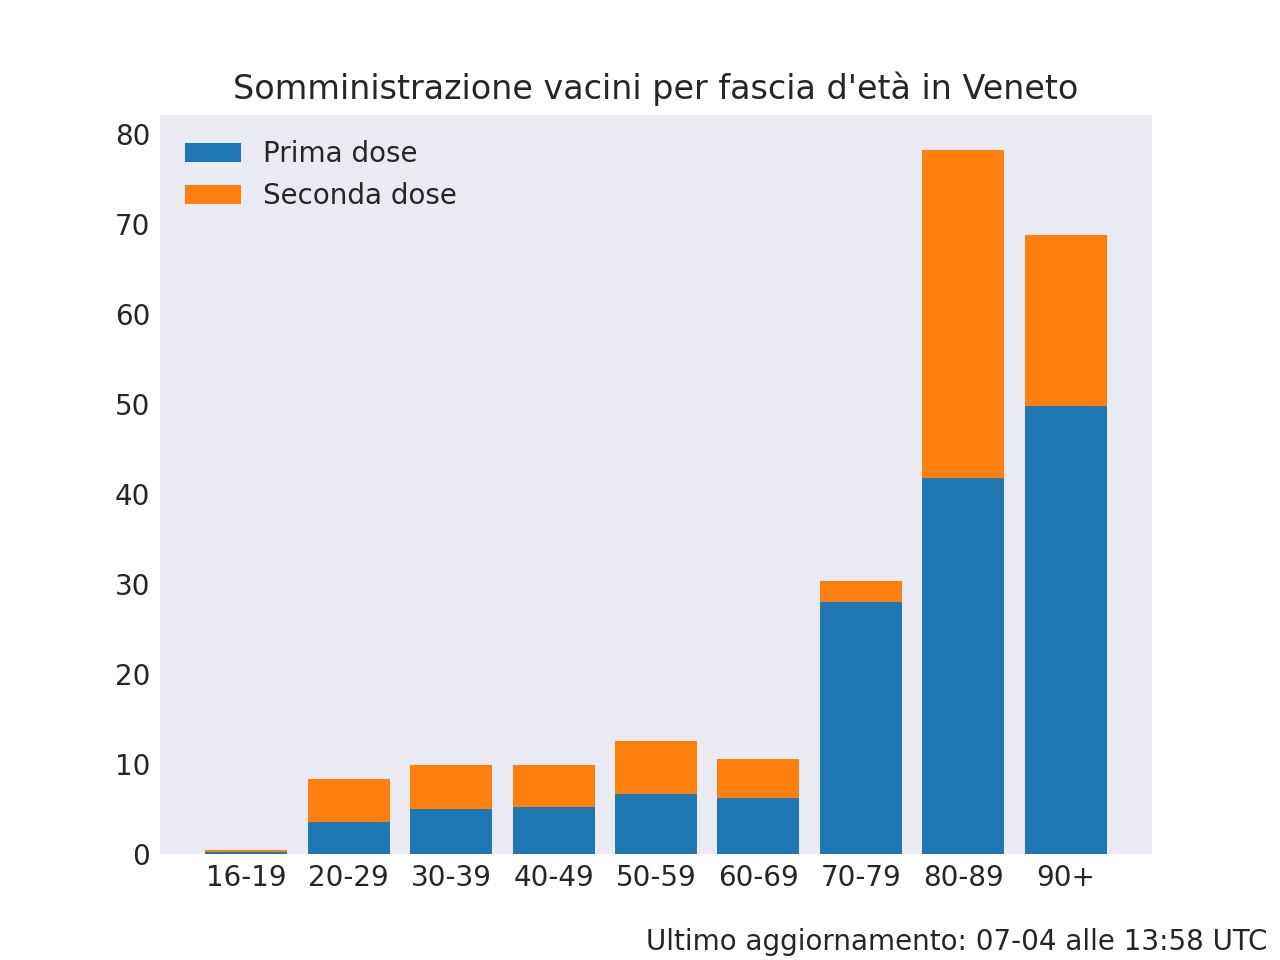 Somministrazione vacini per fascia d'età in Veneto
Prima dose
Seconda dose
80
70
60
50
40
30
20
10
0
16-19 20-29 30-39 40-49 50-59 60-69 70-79 80-89 90+
Ultimo aggiornamento: 07-04 alle 13:58 UTC